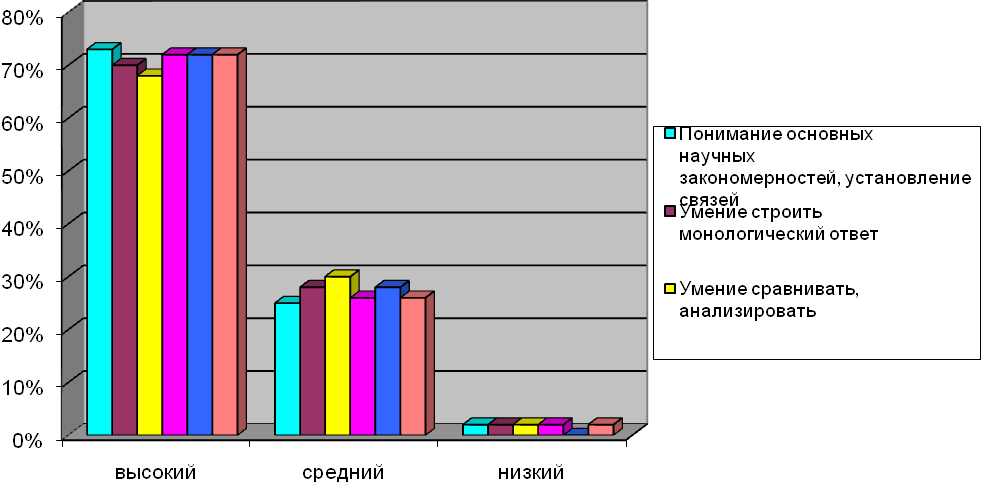 80%
70%
60%
50%
40%
30%
20%
10%
0%
высокий средний низкий
Понимание основных
научных
закономерностей, установление
связей
Умение строить
монологический ответ
Умение сравнивать,
анализировать